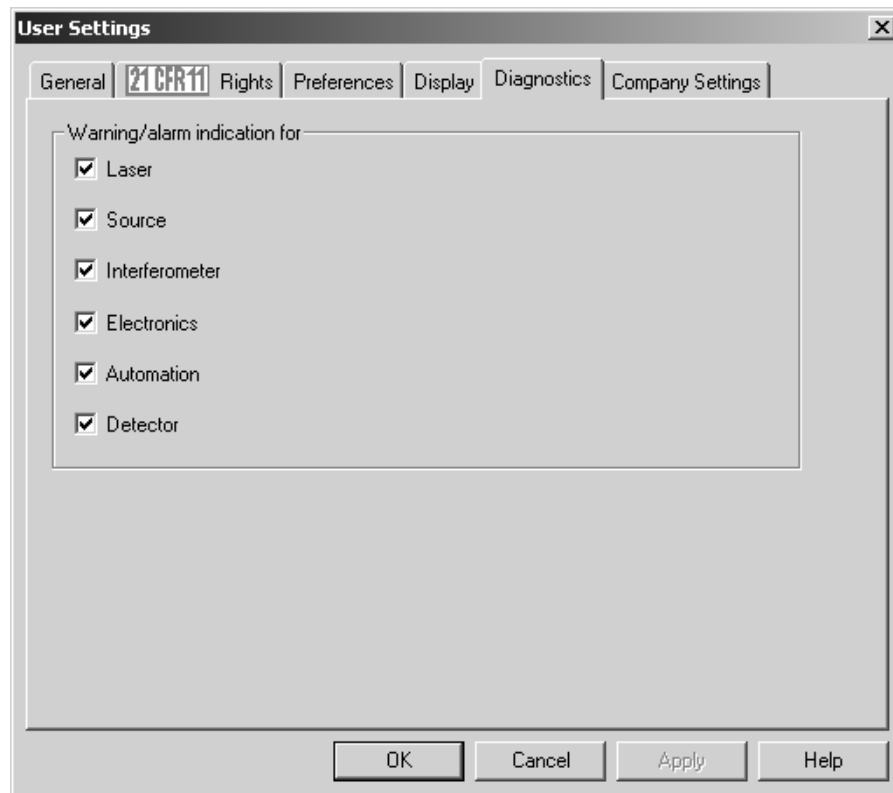 User Settings
General 21 CFR11 Rights Preferences Display Diagnostics Company Settings
Warning/alarm indication for
Laser
Source
Interferometer
Electronics
Automation
Detector
OK Cancel Apply Help